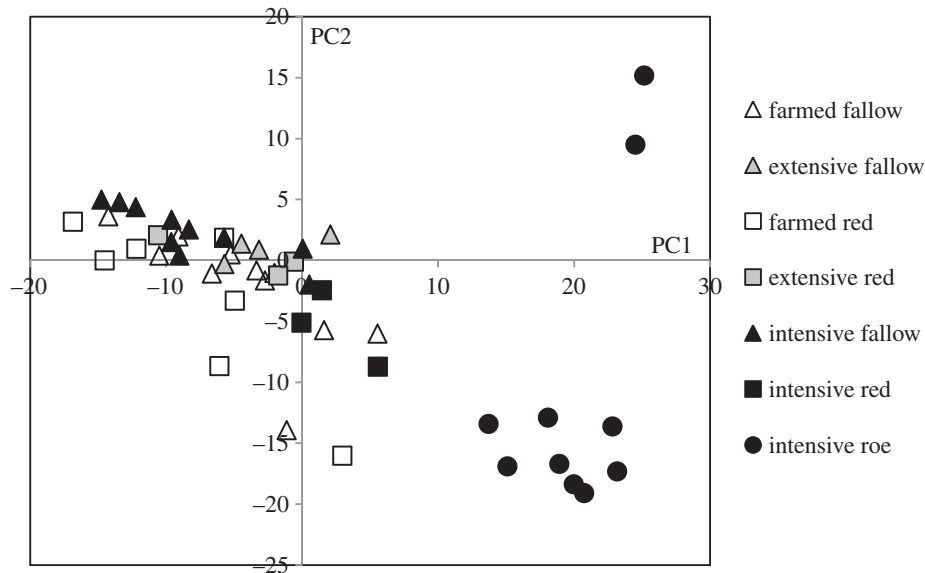 20
PC2
15
10
5
0
–5
–10
–15
–20
–25
–20
–10
0
10
20
30
PC1
farmed fallow
extensive fallow
farmed red
extensive red
intensive fallow
intensive red
intensive roe